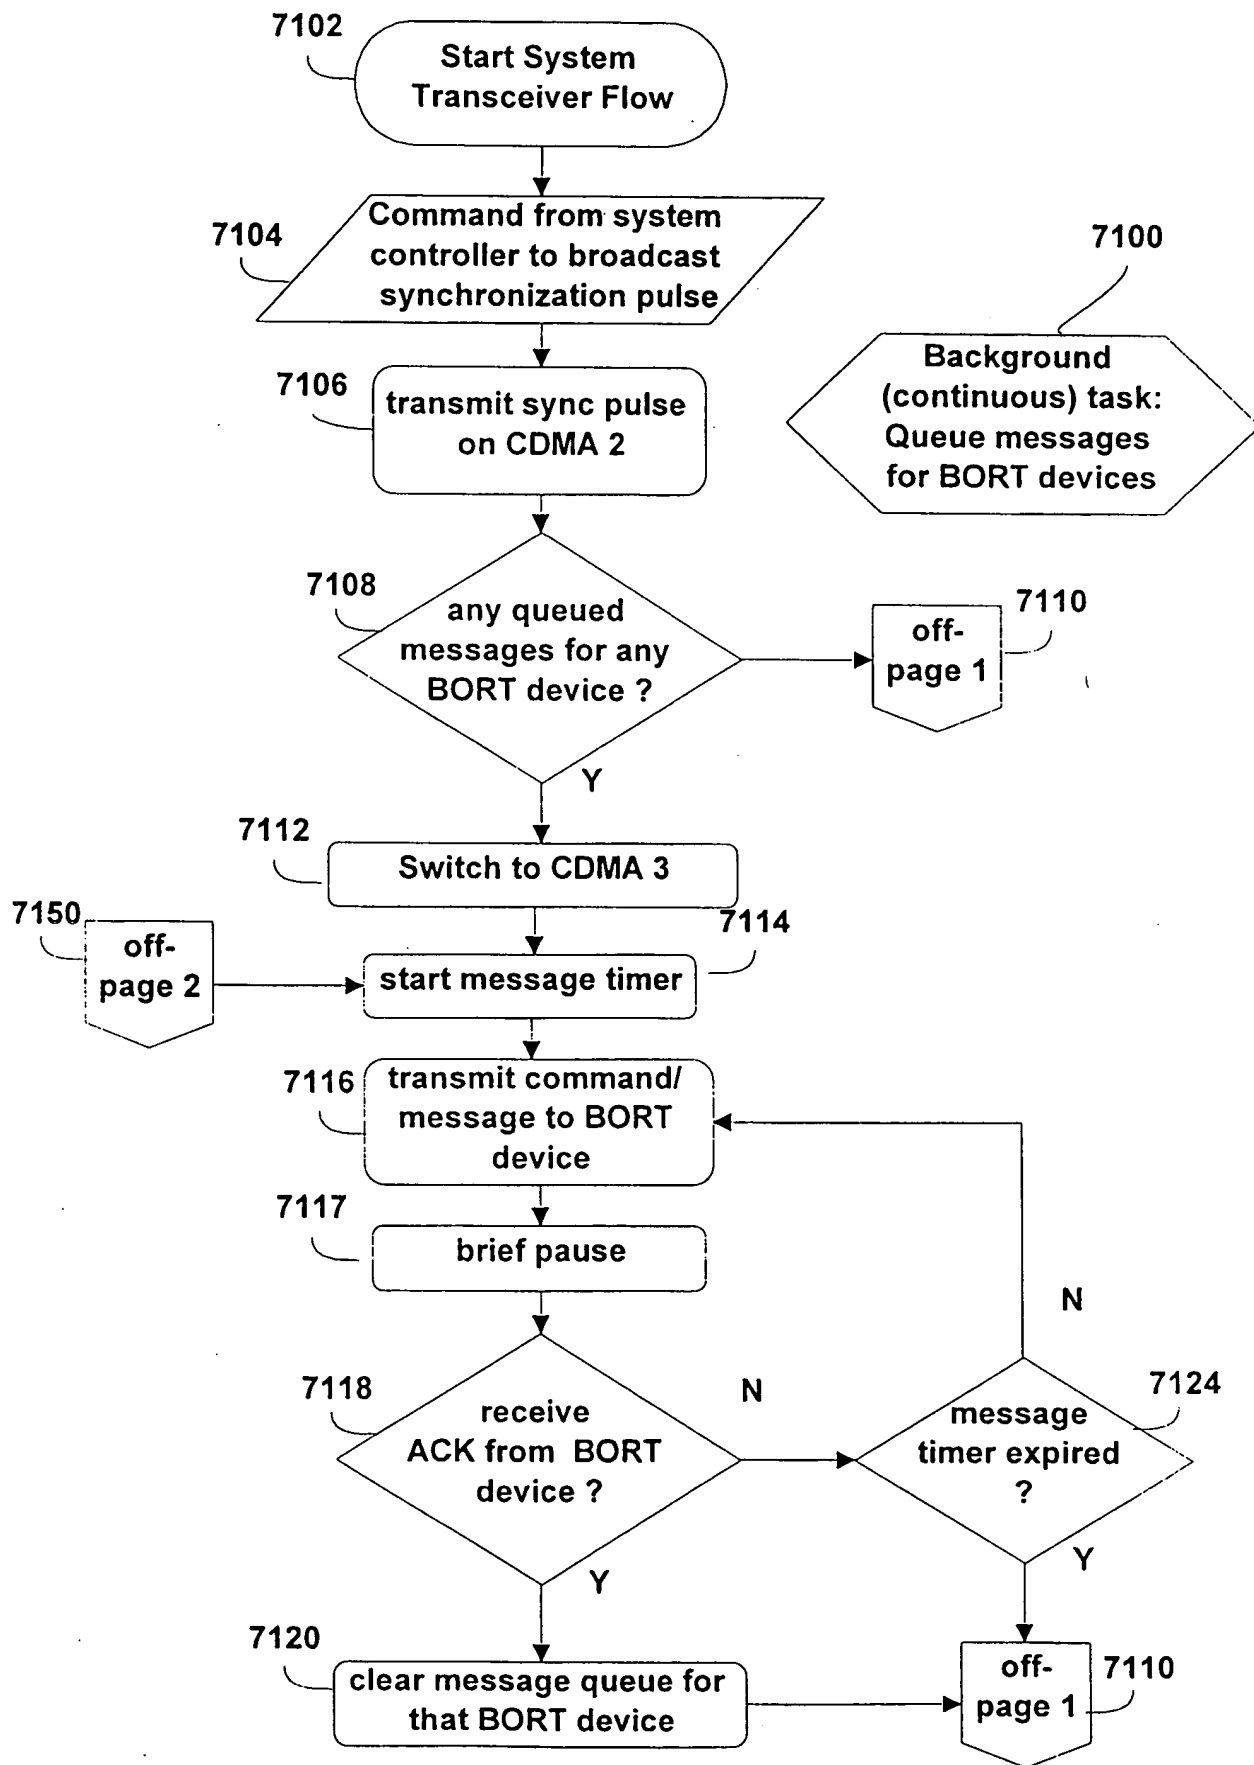 7102
Start System
Transceiver Flow
7104
Command from system
controller to broadcast
synchronization pulse
7100
Background
(continuous) task:
Queue messages
for BORT devices
7106
transmit sync pulse
on CDMA 2
7108
any queued
messages for any
BORT device ?
7110
off-
page 1
Y
7112
Switch to CDMA 3
7150
off-
page 2
7114
start message timer
7116
transmit command/
message to BORT
device
7117
brief pause
N
7118
receive
ACK from BORT
device ?
N
7124
message
timer expired
?
Y
Y
7120
clear message queue for
that BORT device
off-
page 1
7110